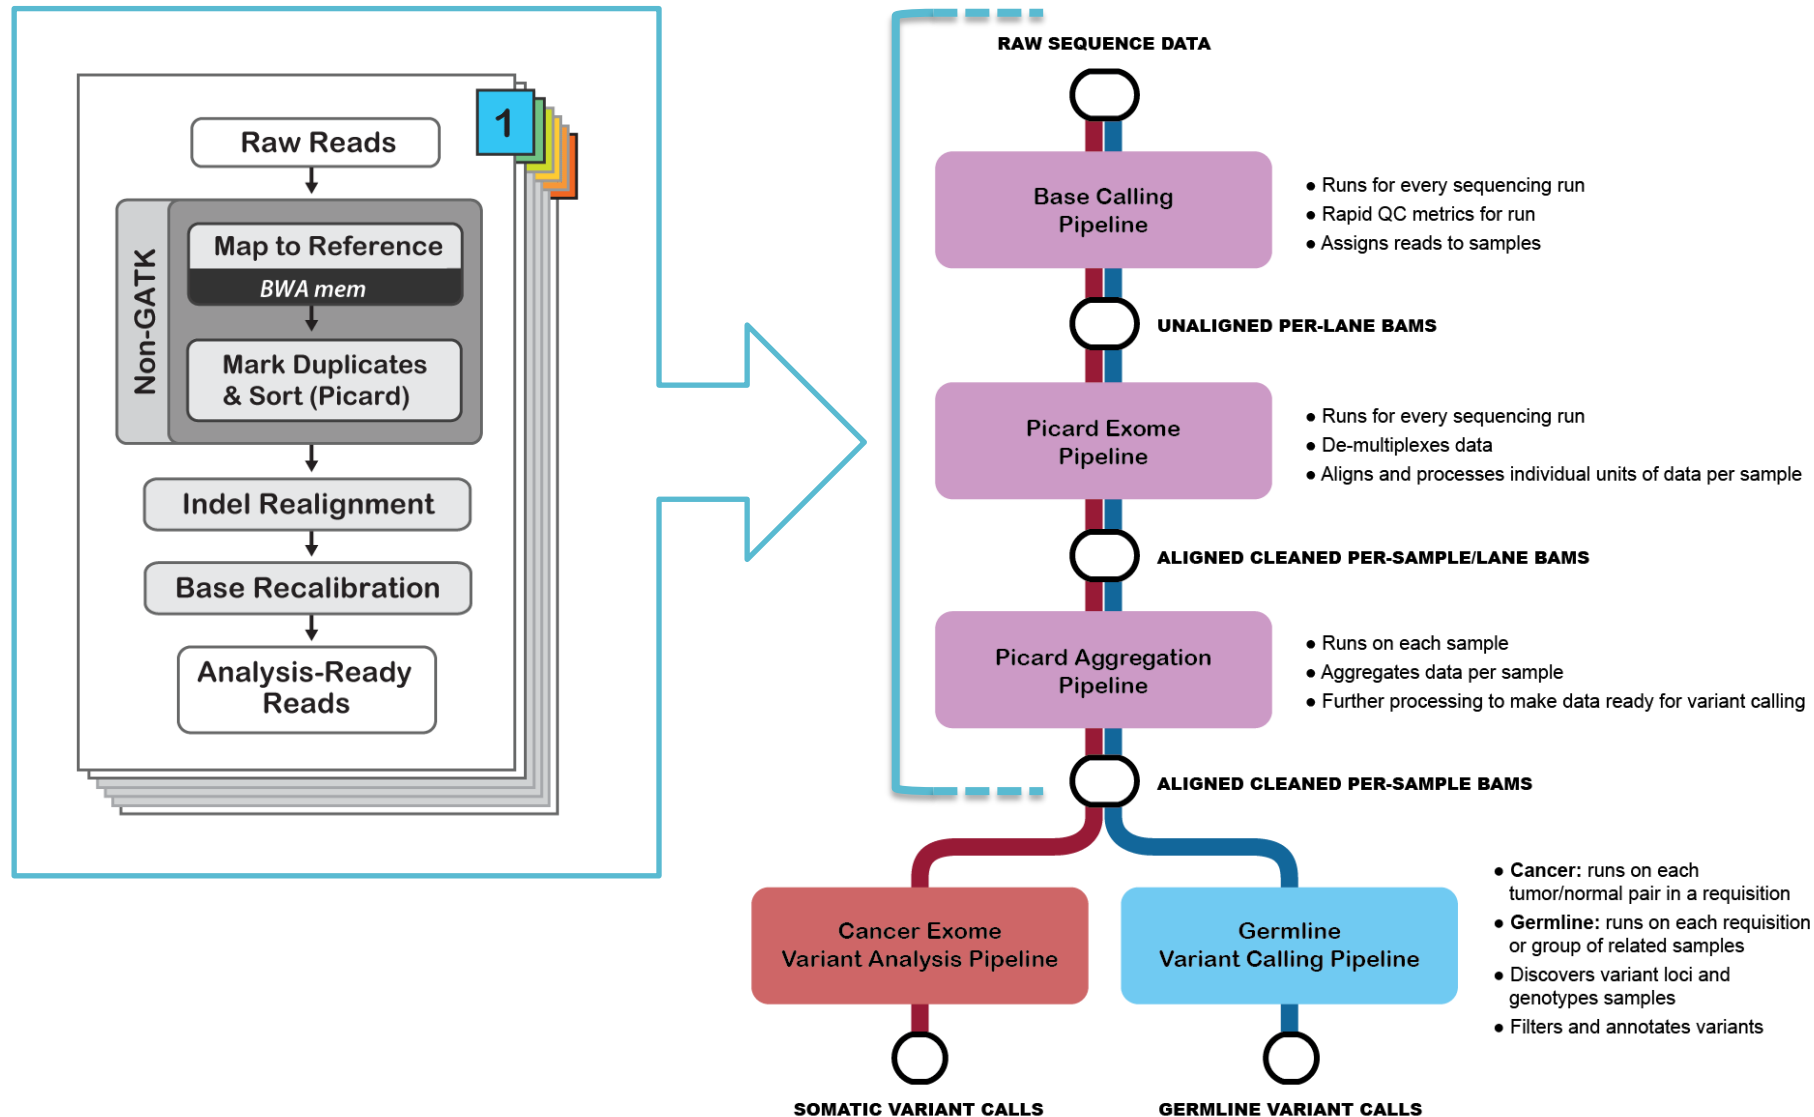 1
Raw Reads
Non-GATK
Map to Reference
BWA mem
Mark Duplicates
& Sort (Picard)
Indel Realignment
Base Recalibration
Analysis-Ready
Reads
RAW SEQUENCE DATA
Base Calling
Pipeline
● Runs for every sequencing run
● Rapid QC metrics for run
● Assigns reads to samples
UNALIGNED PER-LANE BAMS
Picard Exome
Pipeline
● Runs for every sequencing run
● De-multiplexes data
● Aligns and processes individual units of data per sample
ALIGNED CLEANED PER-SAMPLE/LANE BAMS
Picard Aggregation
Pipeline
● Runs on each sample
● Aggregates data per sample
● Further processing to make data ready for variant calling
ALIGNED CLEANED PER-SAMPLE BAMS
Cancer Exome
Variant Analysis Pipeline
Germline
Variant Calling Pipeline
● Cancer: runs on each
tumor/normal pair in a requisition
● Germline: runs on each requisition
or group of related samples
● Discovers variant loci and
genotypes samples
● Filters and annotates variants
SOMATIC VARIANT CALLS
GERMLINE VARIANT CALLS